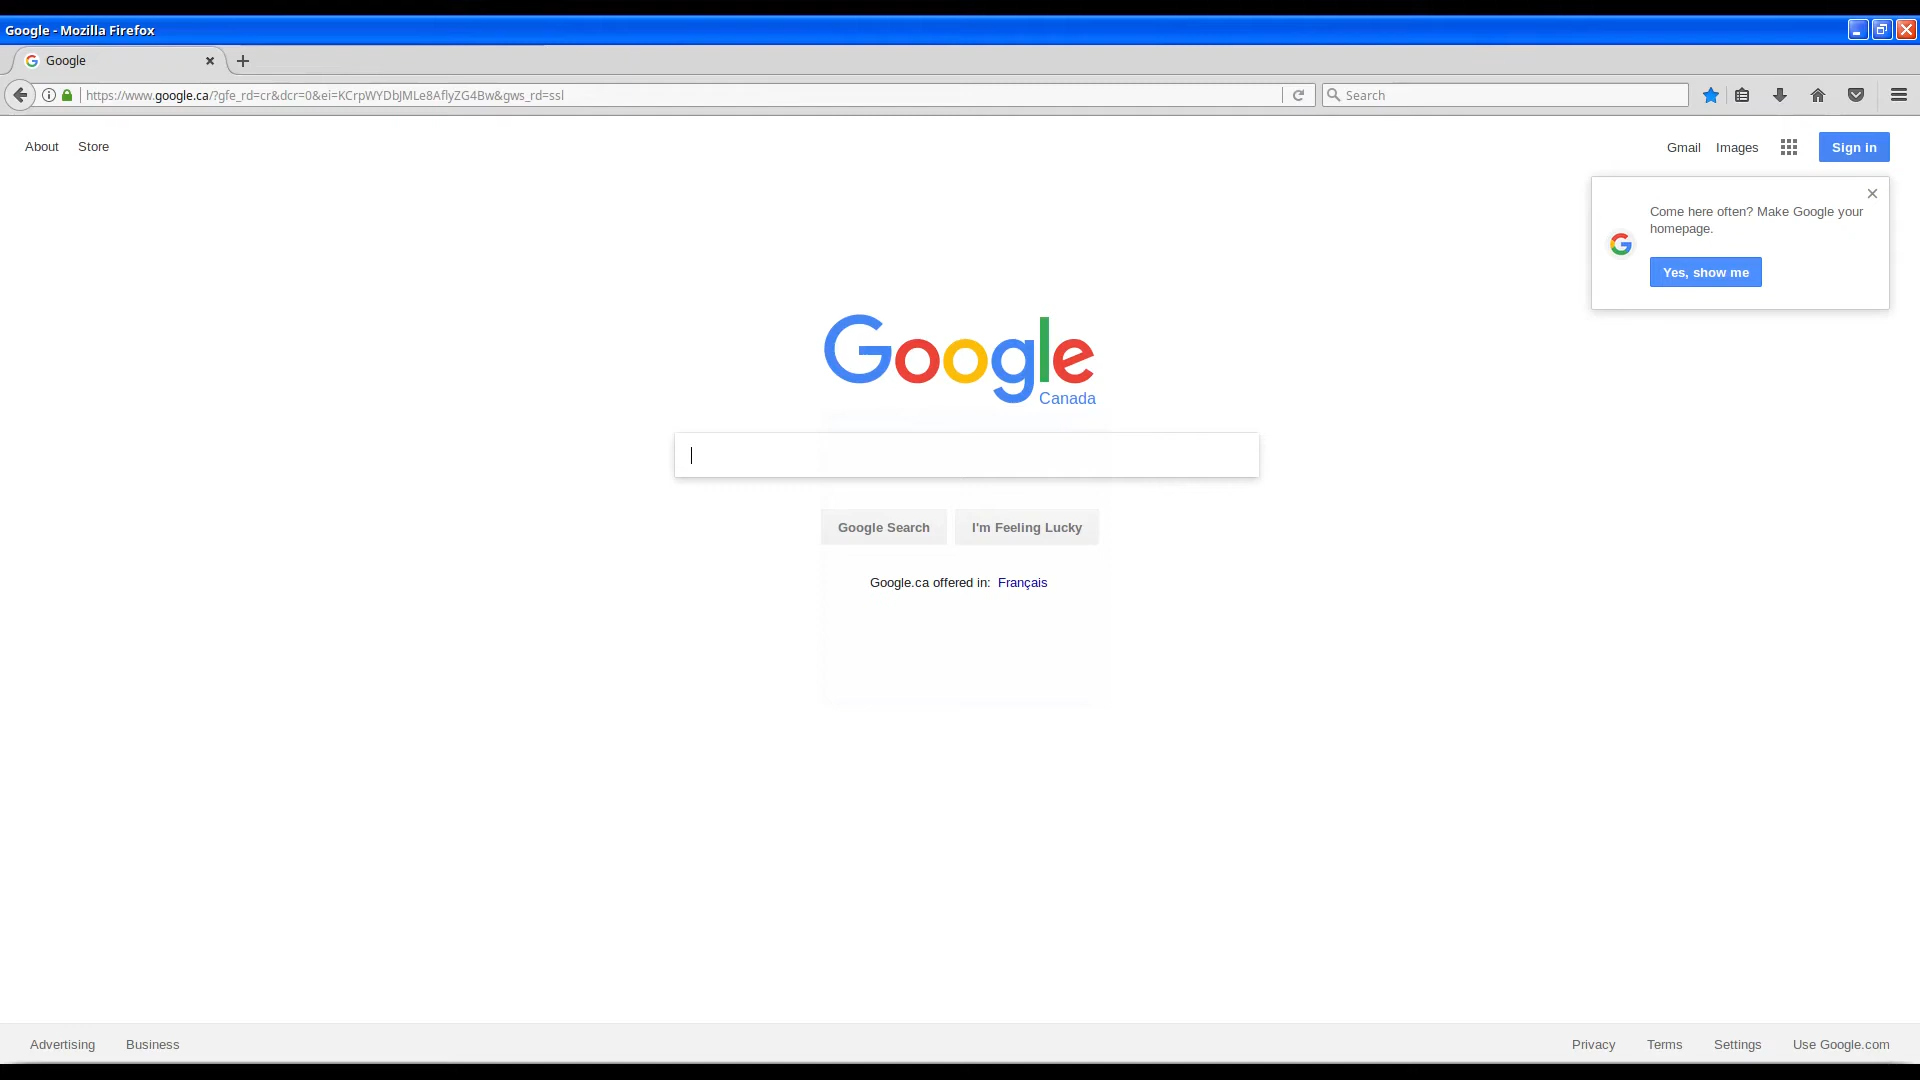 Google - Mozilla Firefox
Google
https://www.google.ca/?gfe_rd=cr&dcr=0&ei=KCrpWYDbJMLe8AflyZG4Bw&gws_rd=ssl
Search
About Store
Gmail Images Sign in
Come here often? Make Google your
homepage.
Yes, show me
Google
Canada
Google Search I'm Feeling Lucky
Google.ca offered in: Français
Advertising Business
Privacy Terms Settings Use Google.com